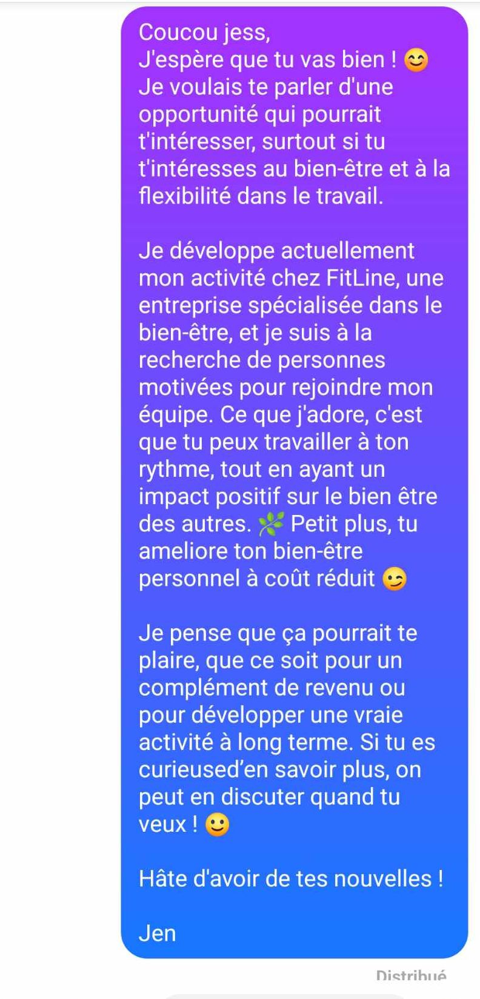 Coucou jess,
J'espère que tu vas bien ! 😊
Je voulais te parler d'une
opportunité qui pourrait
t'intéresser, surtout si tu
t'intéresses au bien-être et à la
flexibilité dans le travail.
Je développe actuellement
mon activité chez FitLine, une
entreprise spécialisée dans le
bien-être, et je suis à la
recherche de personnes
motivées pour rejoindre mon
équipe. Ce que j'adore, c'est
que tu peux travailler à ton
rythme, tout en ayant un
impact positif sur le bien être
des autres. 🌿 Petit plus, tu
ameliore ton bien-être
personnel à coût réduit 😉
Je pense que ça pourrait te
plaire, que ce soit pour un
complément de revenu ou
pour développer une vraie
activité à long terme. Si tu es
curieused’en savoir plus, on
peut en discuter quand tu
veux ! 🙂
Hâte d'avoir de tes nouvelles !
Jen
Distribué